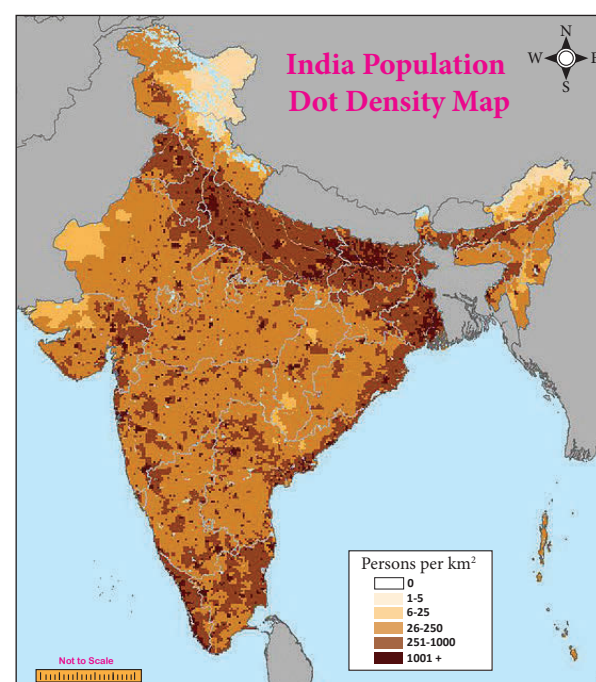 India Population
Dot Density Map
N
W
E
S
Persons per km²
0
1-5
6-25
26-250
251-1000
1001 +
Not to Scale